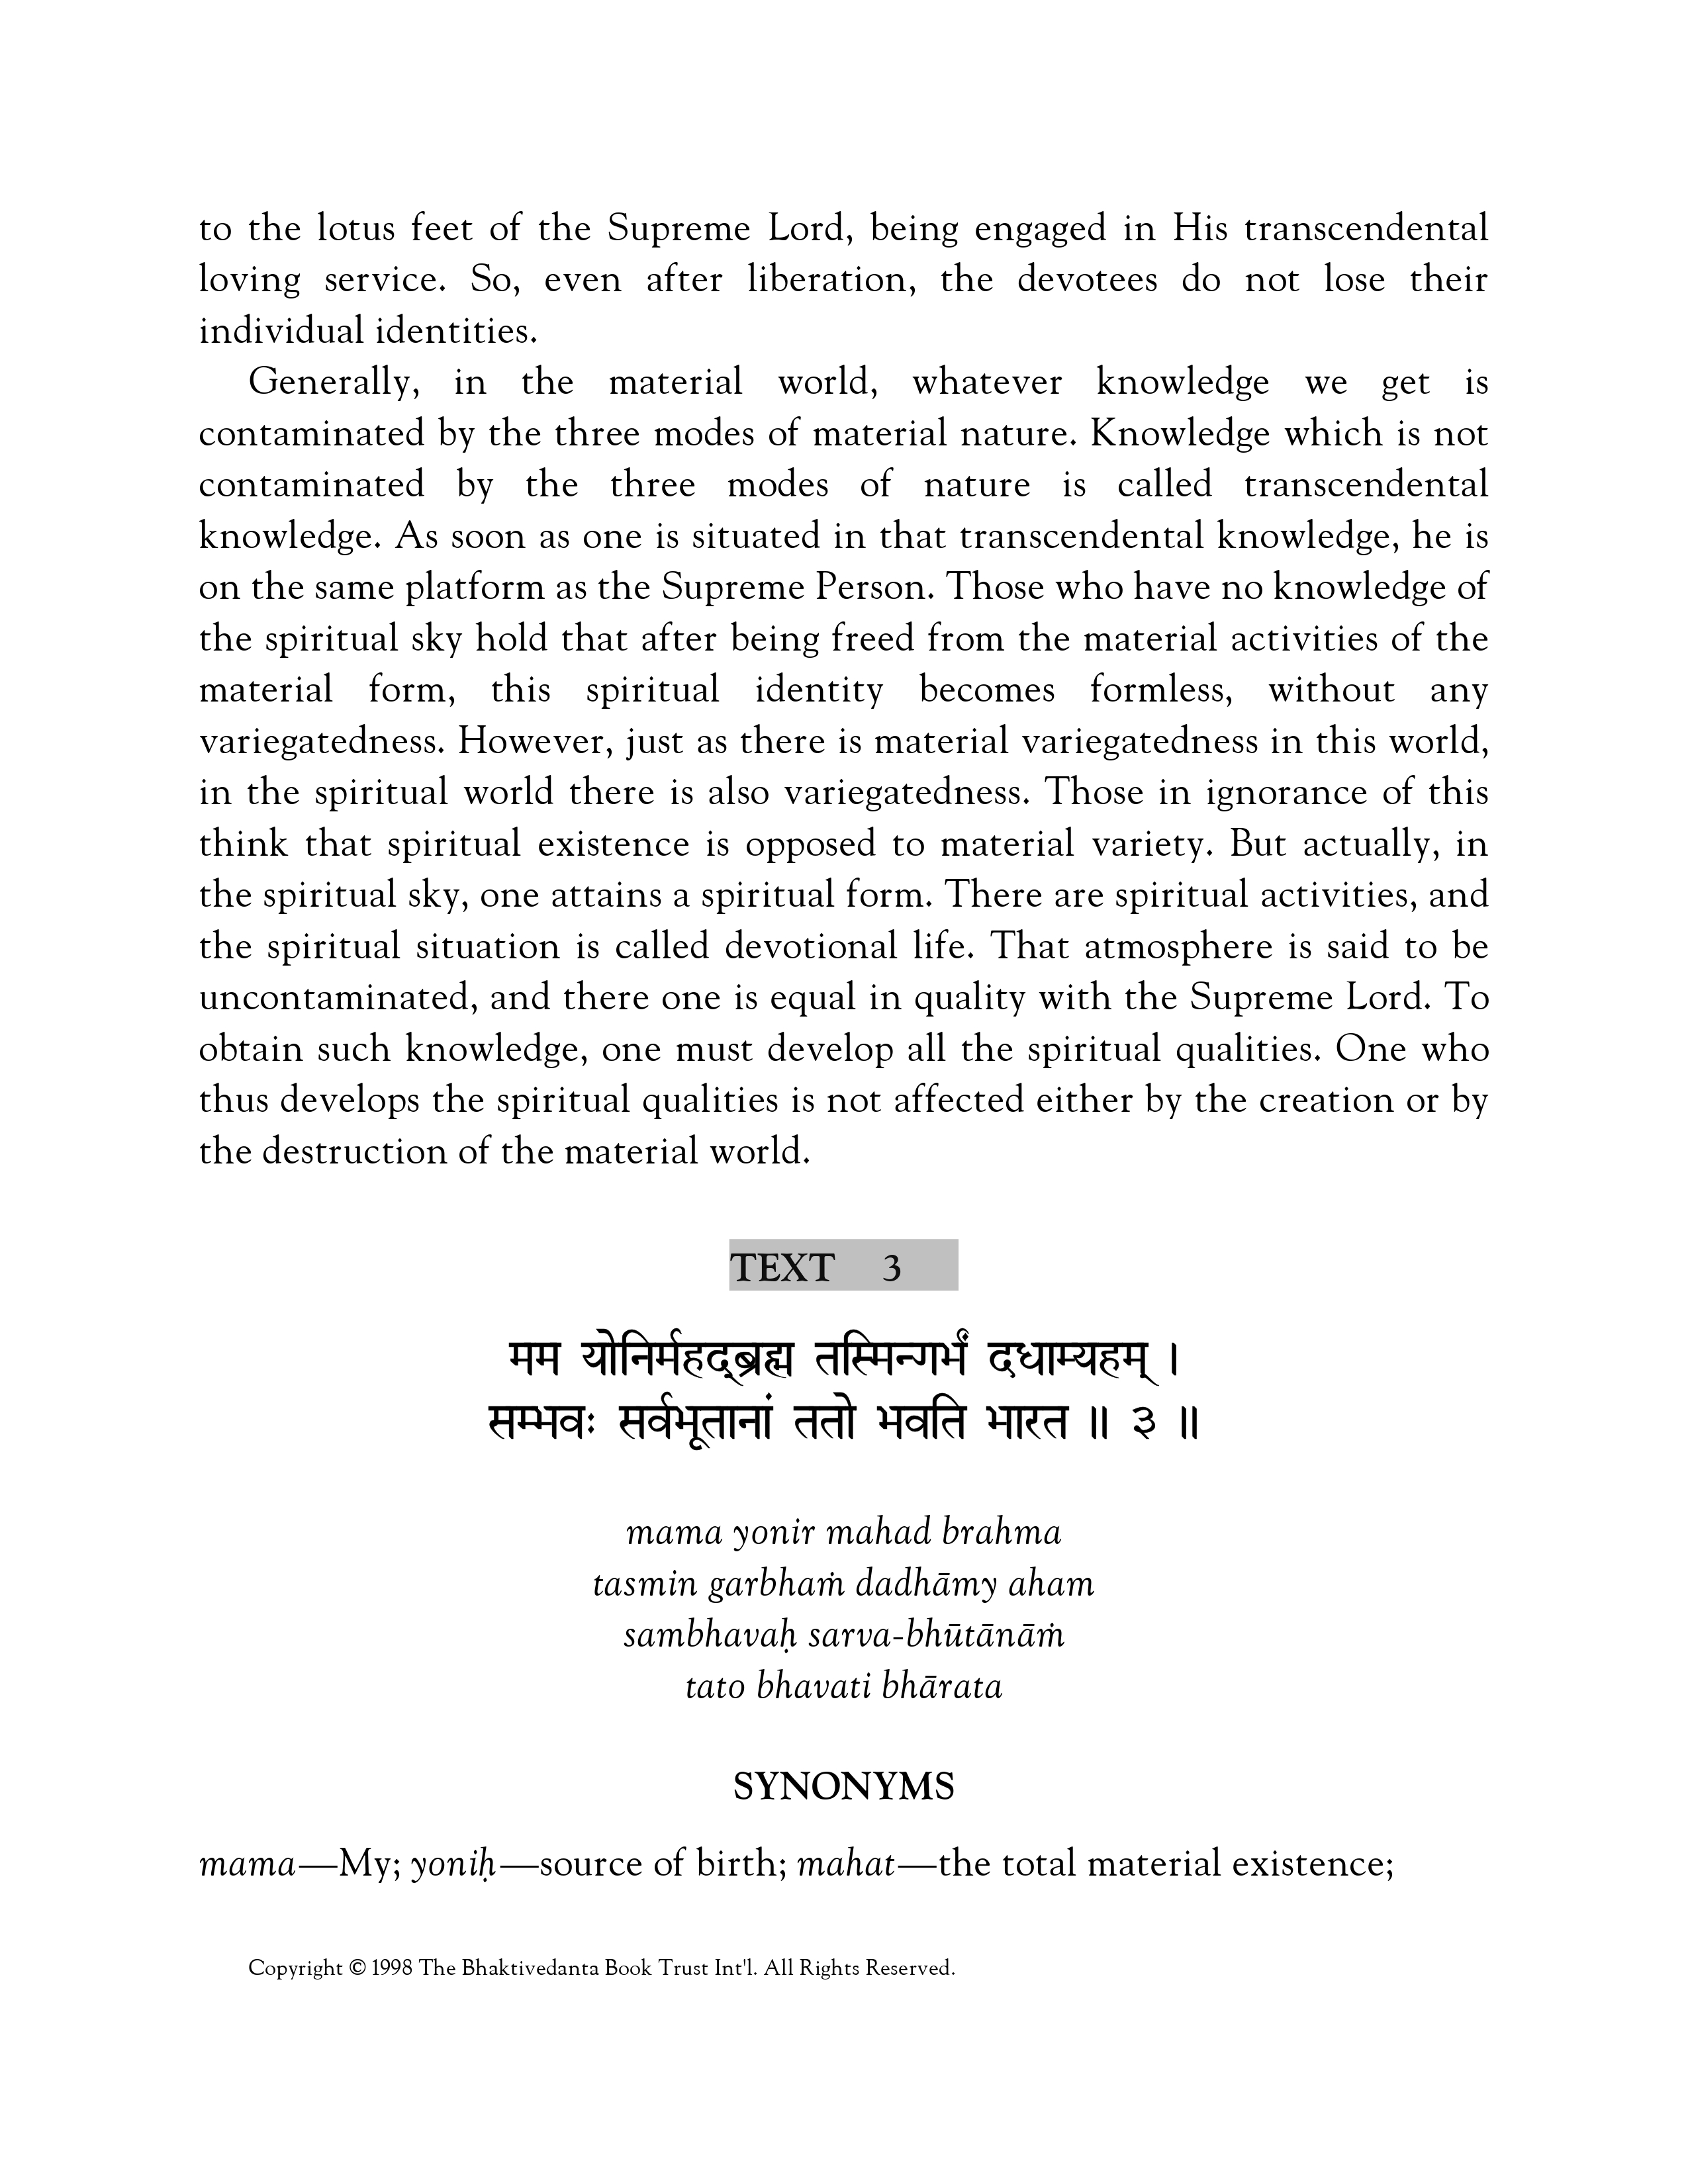 to the lotus feet of the Supreme Lord, being engaged in His transcendental
loving service. So, even after liberation, the devotees do not lose their
individual identities.
Generally, in the material world, whatever knowledge we get is
contaminated by the three modes of material nature. Knowledge which is not
contaminated by the three modes of nature is called transcendental
knowledge. As soon as one is situated in that transcendental knowledge, he is
on the same platform as the Supreme Person. Those who have no knowledge of
the spiritual sky hold that after being freed from the material activities of the
material form, this spiritual identity becomes formless, without any
variegatedness. However, just as there is material variegatedness in this world,
in the spiritual world there is also variegatedness. Those in ignorance of this
think that spiritual existence is opposed to material variety. But actually, in
the spiritual sky, one attains a spiritual form. There are spiritual activities, and
the spiritual situation is called devotional life. That atmosphere is said to be
uncontaminated, and there one is equal in quality with the Supreme Lord. To
obtain such knowledge, one must develop all the spiritual qualities. One who
thus develops the spiritual qualities is not affected either by the creation or by
the destruction of the material world.
TEXT 3
मम योनिर्महद्ब्रह्म तस्मिन्गर्भं दधाम्यहम् ।
सम्भवः सर्वभूतानां ततो भवति भारत ॥ ३ ॥
mama yonir mahad brahma
tasmin garbhaṁ dadhāmy aham
sambhavaḥ sarva-bhūtānāṁ
tato bhavati bhārata
SYNONYMS
mama—My; yoniḥ—source of birth; mahat—the total material existence;
Copyright © 1998 The Bhaktivedanta Book Trust Int'l. All Rights Reserved.